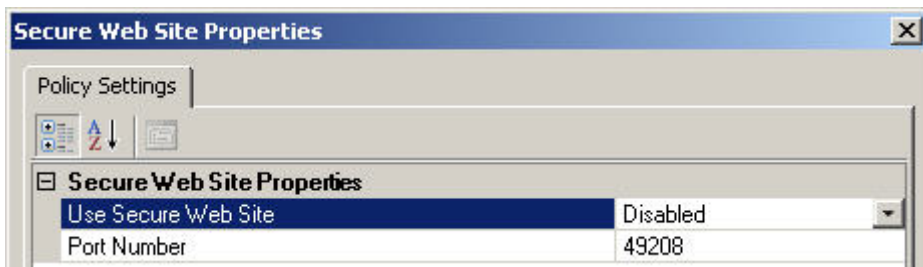 Secure Web Site Properties
Policy Settings
A
Z
Secure Web Site Properties
Use Secure Web Site Disabled
Port Number 49208